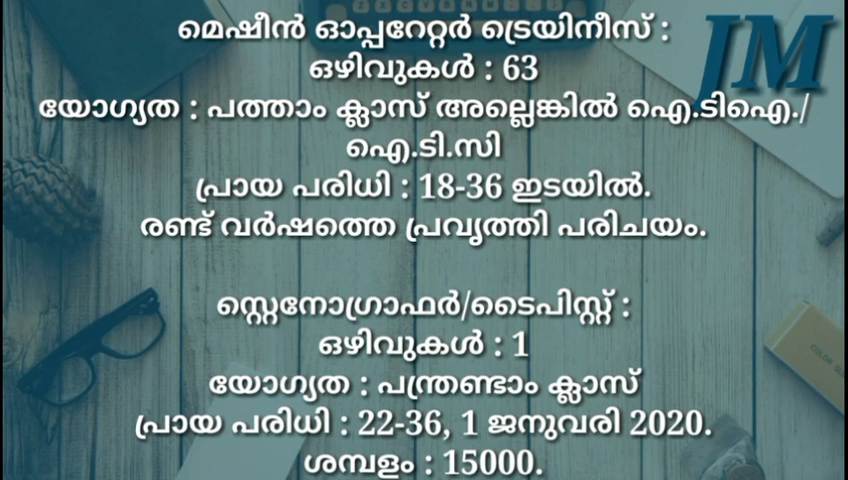 JM
മെഷീൻ ഓപ്പറേറ്റർ ട്രെയിനീസ് :
ഒഴിവുകൾ : 63
യോഗ്യത : പത്താം ക്ലാസ് അല്ലെങ്കിൽ ഐ.ടിഐ./
ഐ.ടി.സി
പ്രായ പരിധി : 18-36 ഇടയിൽ.
രണ്ട് വർഷത്തെ പ്രവൃത്തി പരിചയം.
സ്റ്റെനോഗ്രാഫർ/ടൈപിസ്റ്റ് :
ഒഴിവുകൾ : 1
യോഗ്യത : പന്ത്രണ്ടാം ക്ലാസ്
പ്രായ പരിധി : 22-36, 1 ജനുവരി 2020.
ശമ്പളം : 15000.